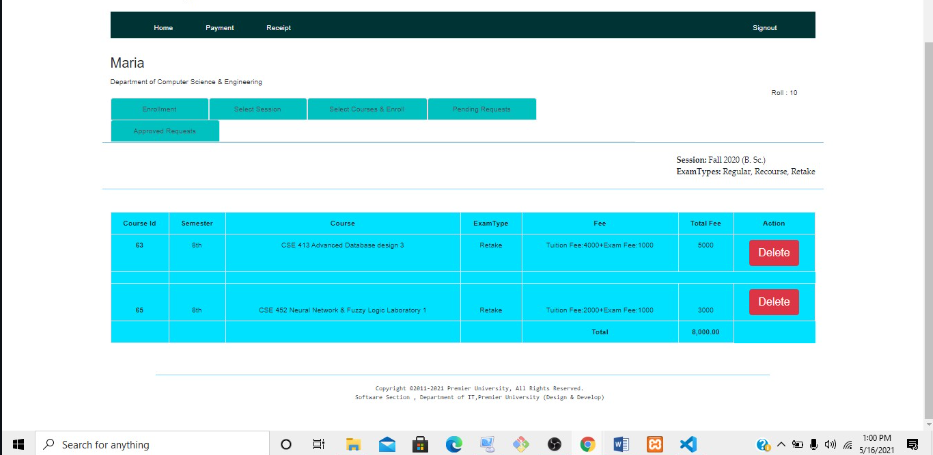 Home Payment Receipt Signout
Maria
Department of Computer Science & Engineering
Roll : 10
Enrollment Select Session Select Courses & Enroll Pending Requests
Approved Requests
Session: Fall 2020 (B. Sc.)
ExamTypes: Regular, Recourse, Retake
Course Id Semester Course ExamType Fee Total Fee Action
63 8th CSE 413 Advanced Database design 3 Retake Tuition Fee:4000+Exam Fee:1000 5000 Delete
65 8th CSE 452 Neural Network & Fuzzy Logic Laboratory 1 Retake Tuition Fee:2000+Exam Fee:1000 3000 Delete
Total 8,000.00
Copyright ©2011-2021 Premier University, All Rights Reserved.
Software Section , Department of IT,Premier University (Design & Develop)
Search for anything
1:00 PM
5/16/2021